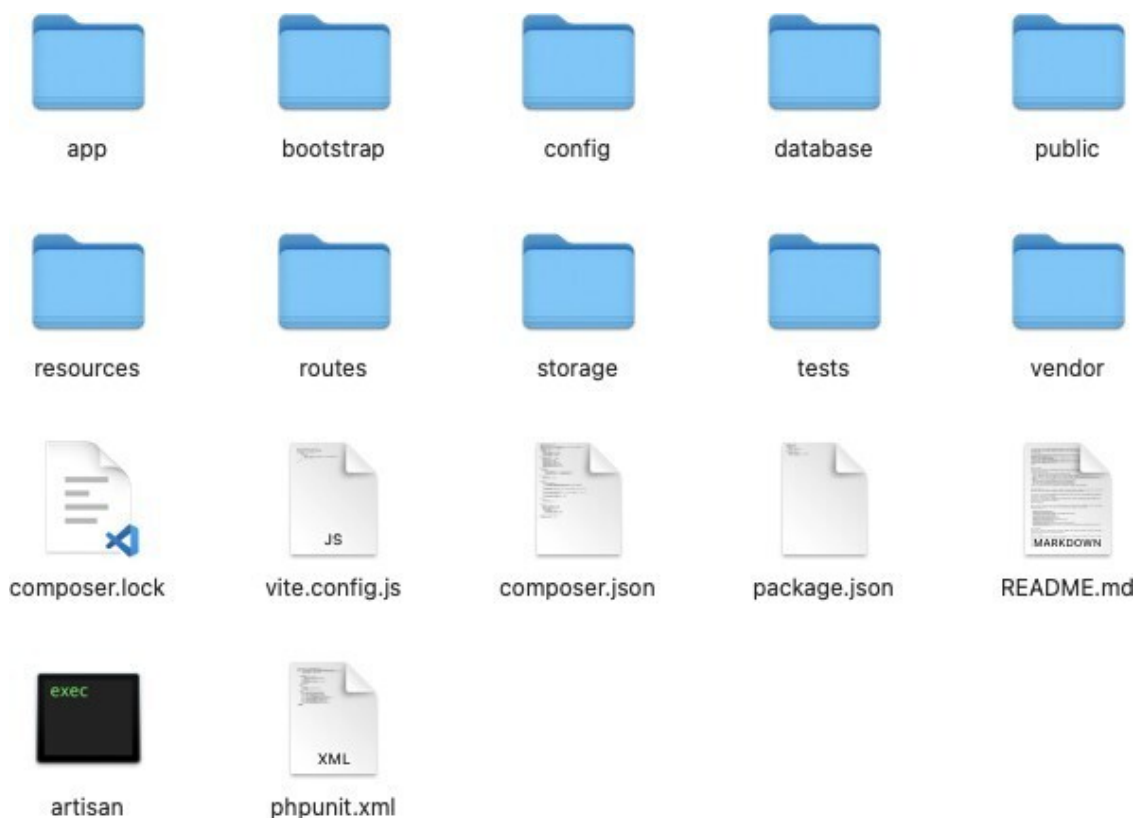 app
bootstrap
config
database
public
resources
routes
storage
tests
vendor
JS
MARKDOWN
composer.lock
vite.config.js
composer.json
package.json
README.md
exec
XML
artisan
phpunit.xml